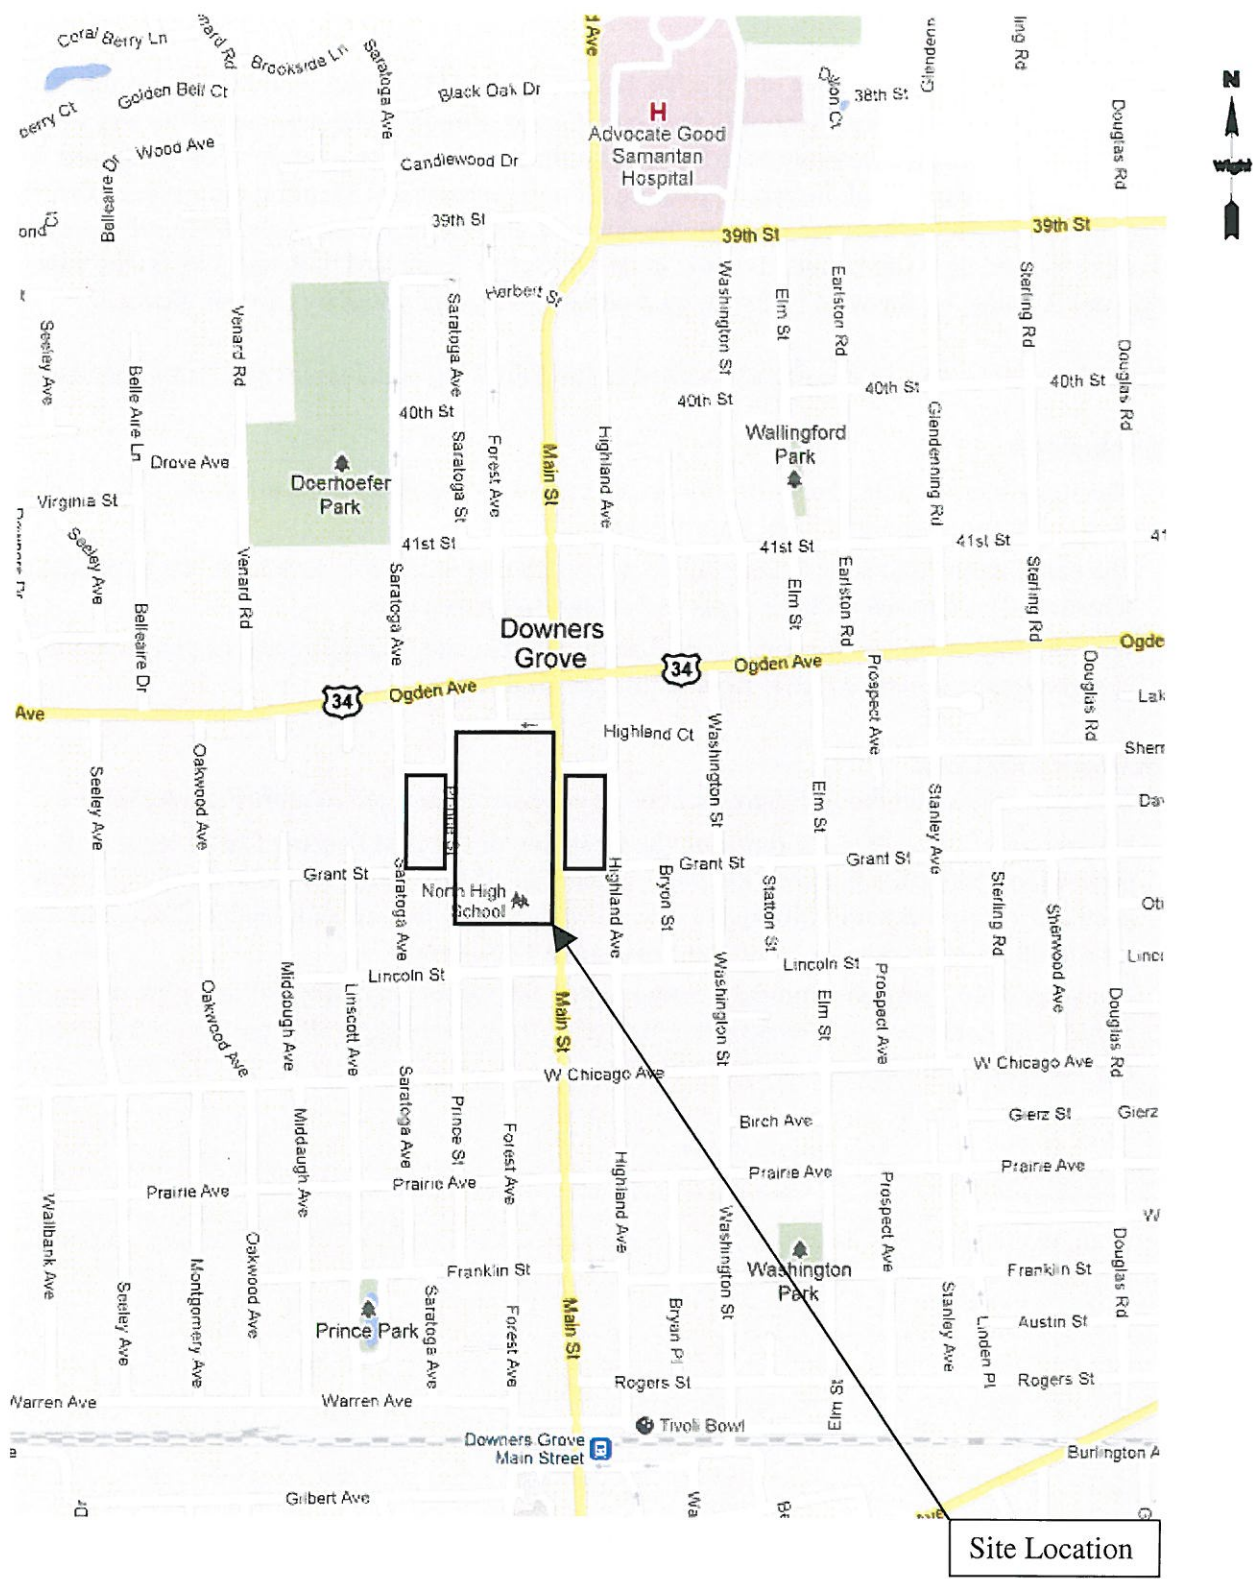 Coral Berry Ln
Brookside Ln
Saratoga Ave
Golden Bell Ct
Black Oak Dr
38th St
H
Advocate Good
Samaritan
Hospital
N
Wood Ave
Candlewood Dr
Belleaire Dr
Douglas Rd
39th St
39th St
39th St
Herbert St
Seeley Ave
Venard Rd
Saratoga Ave
Washington St
Elm St
Earlston Rd
Sterling Rd
Douglas Rd
Belle Aire Ln
40th St
40th St
40th St
40th St
Drove Ave
Doerhoefer
Park
Saratoga St
Forest Ave
Main St
Highland Ave
Wallingford
Park
Glendenning Rd
Virginia St
Seeley Ave
41st St
41st St
41st St
41
Venard Rd
Saratoga Ave
Elm St
Earlston Rd
Sterling Rd
Belleaire Dr
Downers
Grove
34
34
Ogden Ave
Ogden Ave
Ogde
Ave
Prospect Ave
Douglas Rd
Lak
Highland Ct
Washington St
Sherr
Seeley Ave
Oakwood Ave
Prince St
Elm St
Stanley Ave
Grant St
Grant St
Grant St
Saratoga Ave
North High
School
Highland Ave
Bryon St
Statton St
Sterling Rd
Sherwood Ave
Lincoln St
Lincoln St
Oakwood Ave
Middaugh Ave
Linscott Ave
Main St
Washington St
Elm St
Prospect Ave
Douglas Rd
W Chicago Ave
W Chicago Ave
Saratoga Ave
Prince St
Forest Ave
Birch Ave
Gierz St
Gierz
Middaugh Ave
Prairie Ave
Prairie Ave
Prairie Ave
Prairie Ave
Wallbank Ave
Highland Ave
Prospect Ave
W
Oakwood Ave
Washington St
Washington
Park
Franklin St
Franklin St
Douglas Rd
Seeley Ave
Montgomery Ave
Prince Park
Saratoga Ave
Forest Ave
Main St
Bryan Pl
Stanley Ave
Linden Pl
Austin St
Rogers St
Rogers St
Warren Ave
Warren Ave
Elm St
Tivoli Bowl
Downers Grove
Main Street
Burlington A
Gilbert Ave
Wa
Site Location